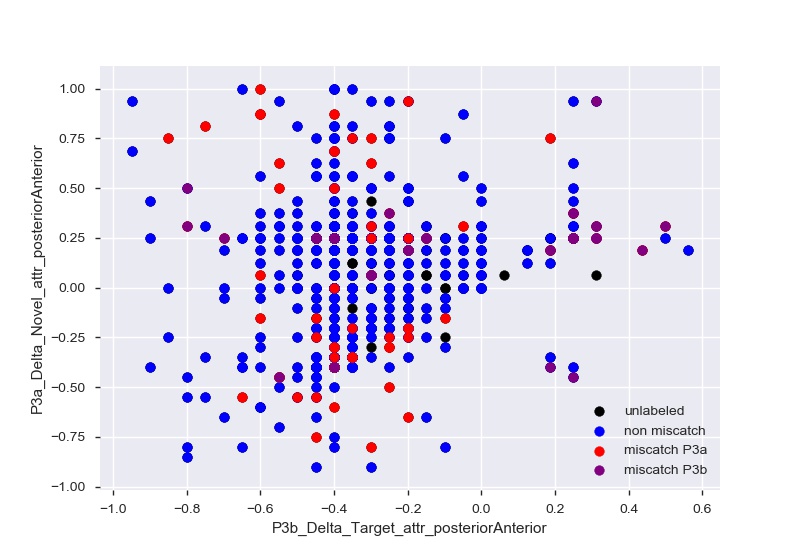 1.00
0.75
0.50
0.25
0.00
−0.25
−0.50
−0.75
−1.00
P3a_Delta_Novel_attr_posteriorAnterior
unlabeled
non miscatch
miscatch P3a
miscatch P3b
−1.0 −0.8 −0.6 −0.4 −0.2 0.0 0.2 0.4 0.6
P3b_Delta_Target_attr_posteriorAnterior